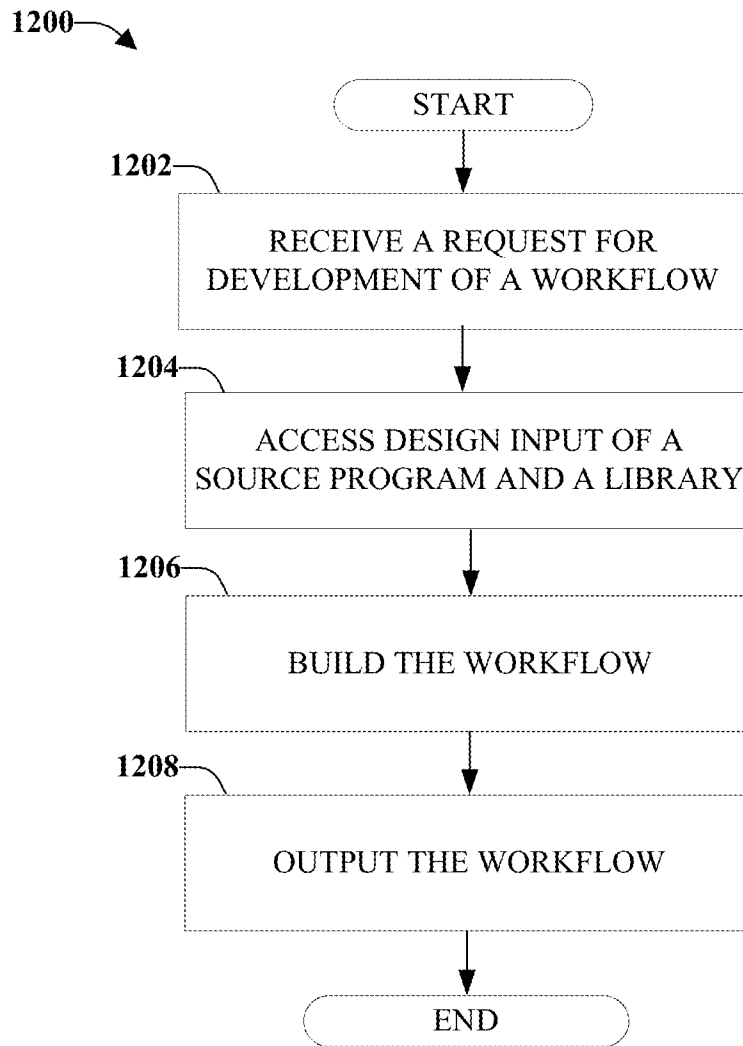 1200
START
1202
RECEIVE A REQUEST FOR
DEVELOPMENT OF A WORKFLOW
1204
ACCESS DESIGN INPUT OF A
SOURCE PROGRAM AND A LIBRARY
1206
BUILD THE WORKFLOW
1208
OUTPUT THE WORKFLOW
END